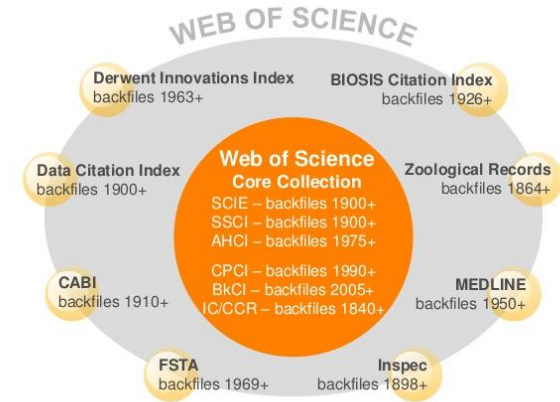 WEB OF SCIENCE
Derwent Innovations Index
backfiles 1963+
BIOSIS Citation Index
backfiles 1926+
Data Citation Index
backfiles 1900+
Zoological Records
backfiles 1864+
Web of Science
Core Collection
SCIE – backfiles 1900+
SSCI – backfiles 1900+
AHCI – backfiles 1975+
CPCI – backfiles 1990+
BkCI – backfiles 2005+
IC/CCR – backfiles 1840+
CABI
backfiles 1910+
MEDLINE
backfiles 1950+
FSTA
backfiles 1969+
Inspec
backfiles 1898+